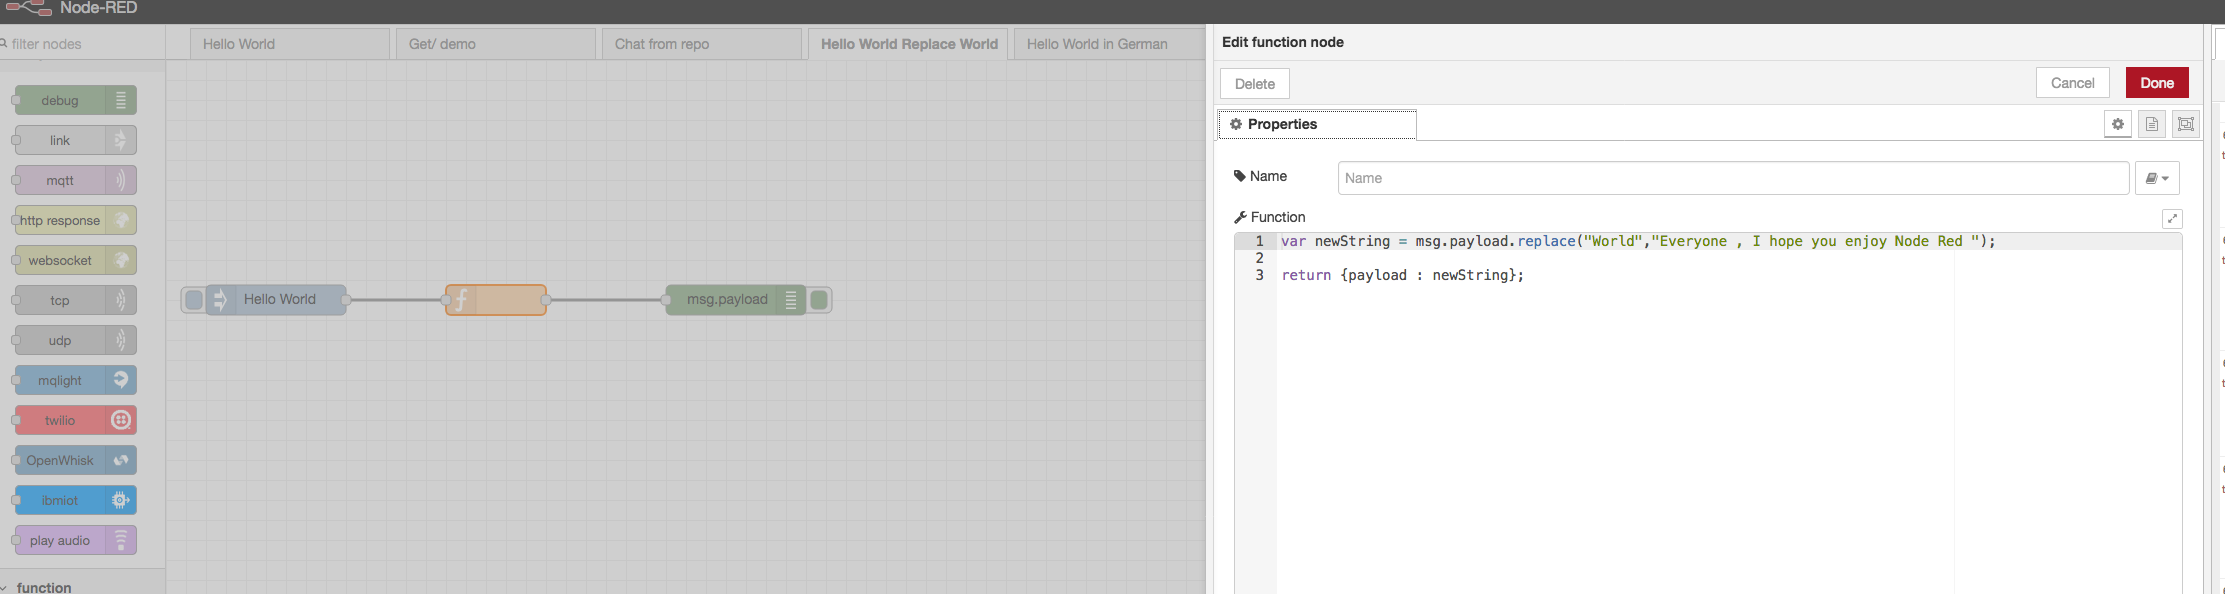 Node-RED
filter nodes
Hello World
Get/ demo
Chat from repo
Hello World Replace World
Hello World in German
debug
link
mqtt
http response
websocket
tcp
udp
mqlight
twilio
OpenWhisk
ibmiot
play audio
function
Hello World
msg.payload
Edit function node
Delete
Cancel
Done
Properties
Name
Name
Function
1 var newString = msg.payload.replace("World","Everyone , I hope you enjoy Node Red ");
2
3 return {payload : newString};